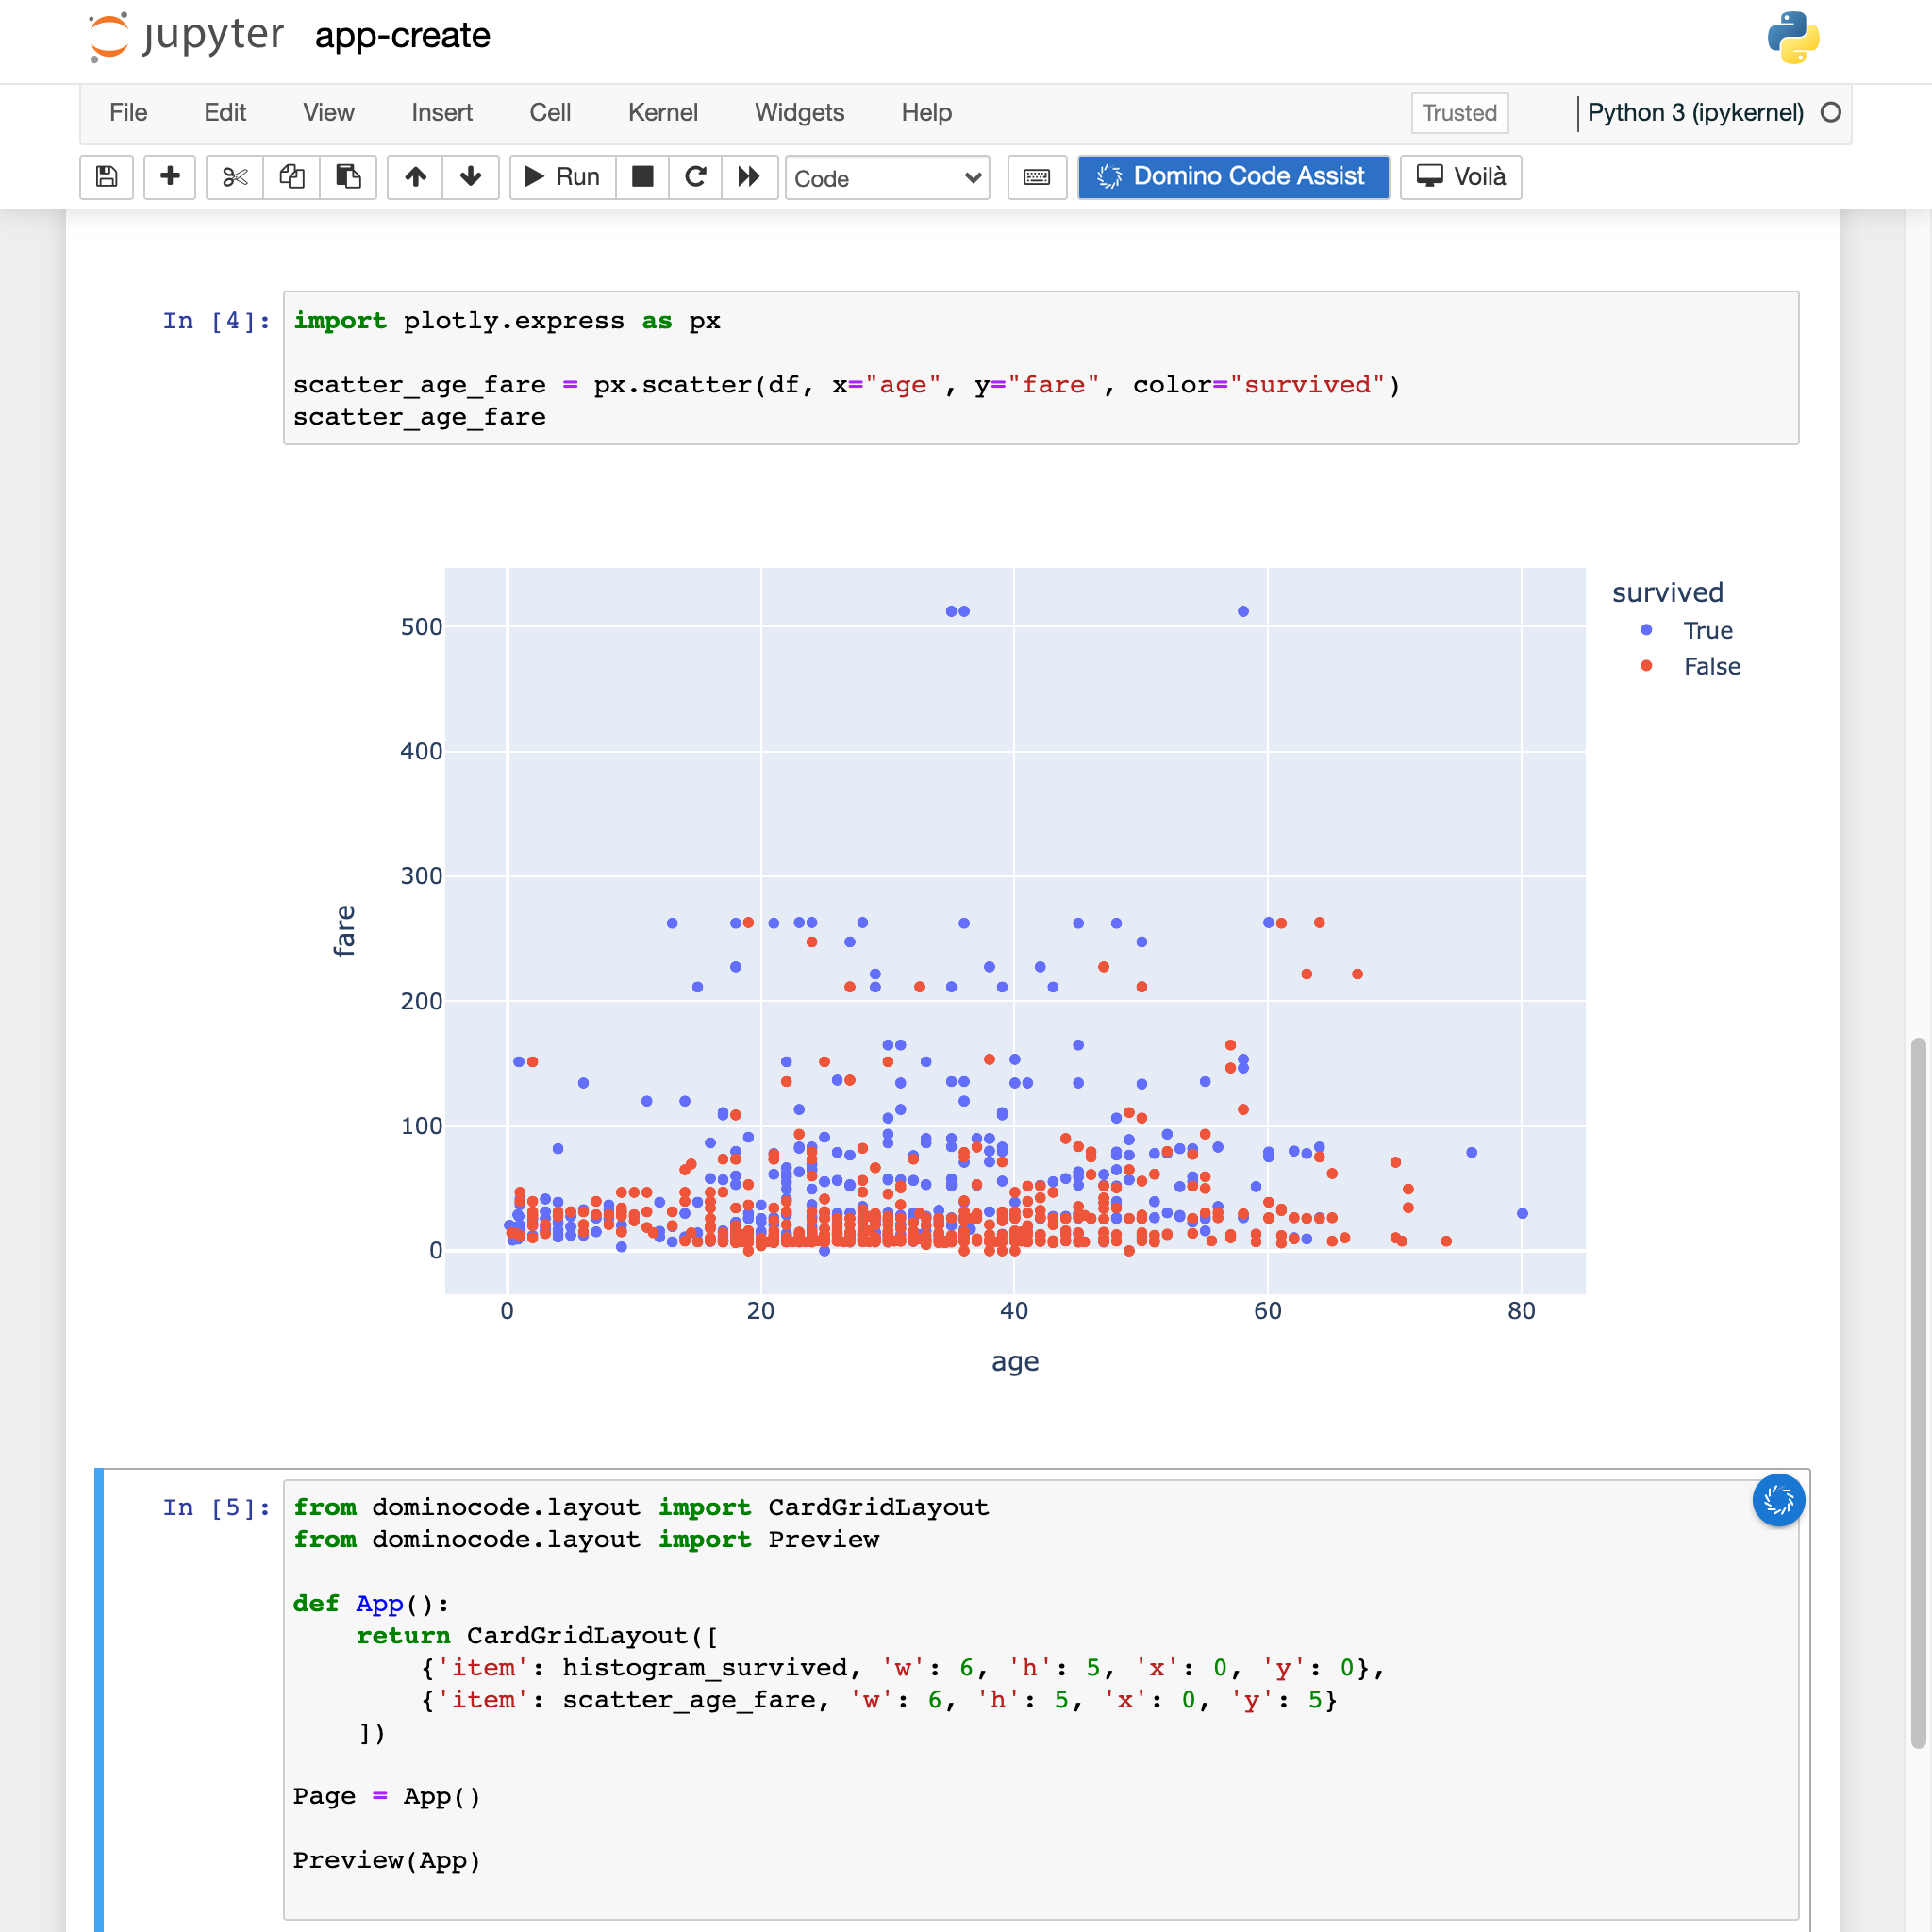 jupyter app-create
File Edit View Insert Cell Kernel Widgets Help Trusted Python 3 (ipykernel)
Run Code Domino Code Assist Voilà
In [4]: import plotly.express as px
scatter_age_fare = px.scatter(df, x="age", y="fare", color="survived")
scatter_age_fare
survived
True
False
500
400
300
200
100
0
fare
0 20 40 60 80
age
In [5]: from dominocode.layout import CardGridLayout
from dominocode.layout import Preview
def App():
    return CardGridLayout([
        {'item': histogram_survived, 'w': 6, 'h': 5, 'x': 0, 'y': 0},
        {'item': scatter_age_fare, 'w': 6, 'h': 5, 'x': 0, 'y': 5}
    ])
Page = App()
Preview(App)